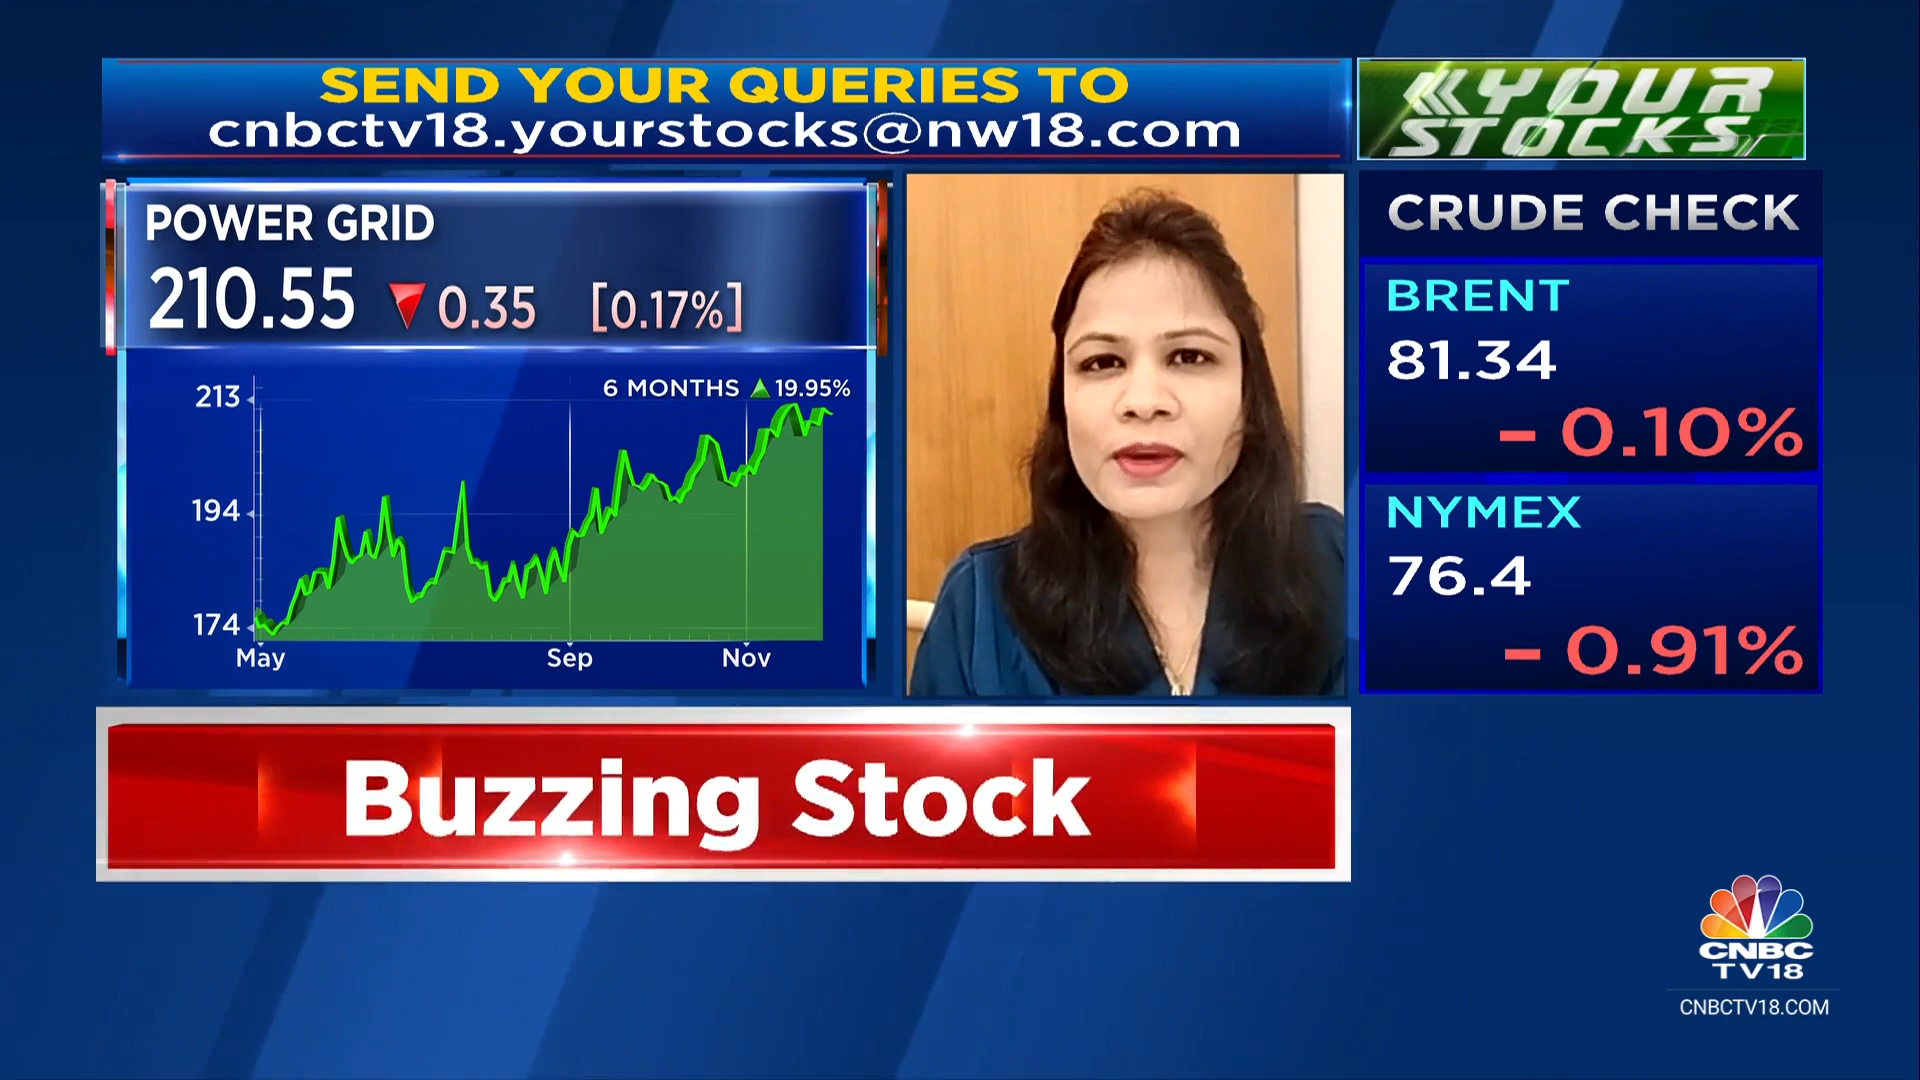 SEND YOUR QUERIES TO
cnbctv18.yourstocks@nw18.com
YOUR
STOCKS
POWER GRID
210.55 ▼ 0.35 [0.17%]
6 MONTHS ▲ 19.95%
213
194
174
May Sep Nov
CRUDE CHECK
BRENT
81.34
– 0.10%
NYMEX
76.4
– 0.91%
Buzzing Stock
CNBC
TV18
CNBCTV18.COM